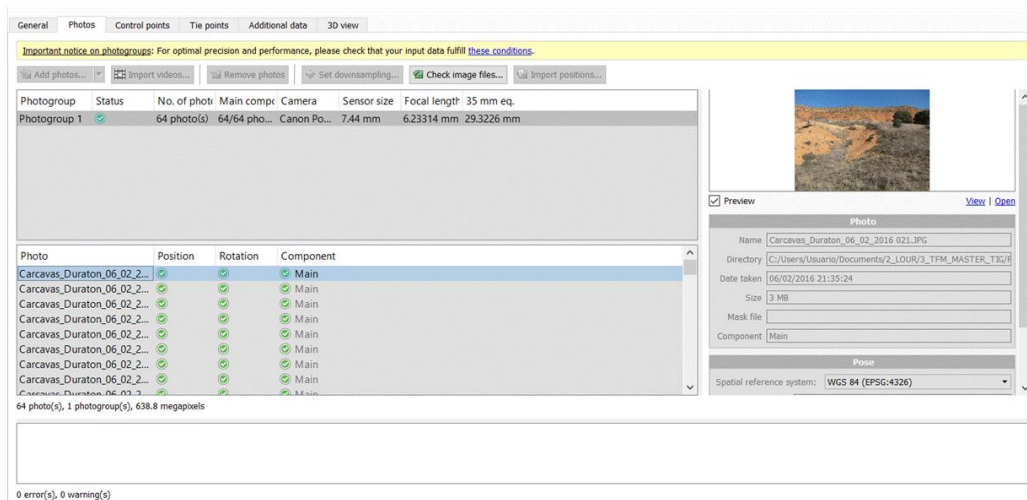 General Photos Control points Tie points Additional data 3D view
Important notice on photogroups: For optimal precision and performance, please check that your input data fulfill these conditions.
Add photos... Import videos... Remove photos Set downsampling... Check image files... Import positions...
Photogroup Status No. of phot Main compo Camera Sensor size Focal length 35 mm eq.
Photogroup 1 64 photo(s) 64/64 pho... Canon Po... 7.44 mm 6.23314 mm 29.3226 mm
Preview View | Open
Photo
Name Carcavas_Duraton_06_02_2016 021.JPG
Directory C:/Users/Usuario/Documents/2_LOUR/3_TFM_MASTER_TIG/
Date taken 06/02/2016 21:35:24
Size 3 MB
Mask file
Component Main
Pose
Spatial reference system: WGS 84 (EPSG:4326)
Photo Position Rotation Component
Carcavas_Duraton_06_02_2... Main
Carcavas_Duraton_06_02_2... Main
Carcavas_Duraton_06_02_2... Main
Carcavas_Duraton_06_02_2... Main
Carcavas_Duraton_06_02_2... Main
Carcavas_Duraton_06_02_2... Main
Carcavas_Duraton_06_02_2... Main
Carcavas_Duraton_06_02_2... Main
Carcavas_Duraton_06_02_2... Main
64 photo(s), 1 photogroup(s), 638.8 megapixels
0 error(s), 0 warning(s)